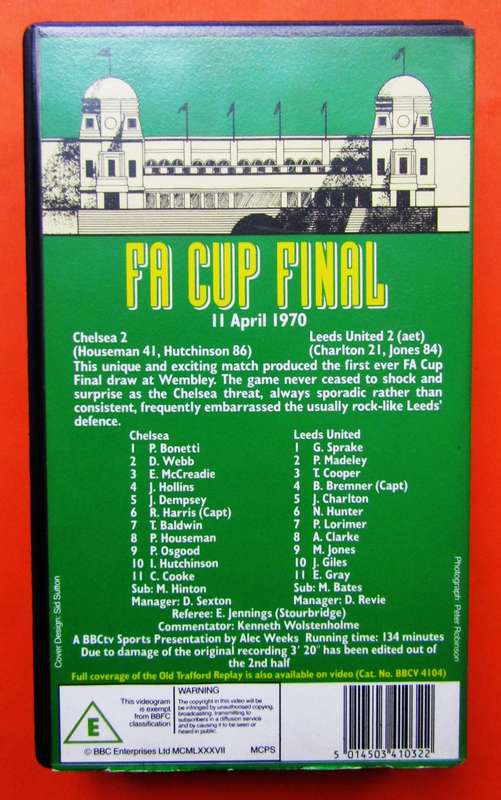 FA CUP FINAL
11 April 1970
Chelsea 2 Leeds United 2 (aet)
(Houseman 41, Hutchinson 86) (Charlton 21, Jones 84)
This unique and exciting match produced the first ever FA Cup
Final draw at Wembley. The game never ceased to shock and
surprise as the Chelsea threat, always sporadic rather than
consistent, frequently embarrassed the usually rock-like Leeds'
defence.
Chelsea Leeds United
1 P. Bonetti 1 G. Sprake
2 D. Webb 2 P. Madeley
3 E. McCreadie 3 T. Cooper
4 J. Hollins 4 B. Bremner (Capt)
5 J. Dempsey 5 J. Charlton
6 R. Harris (Capt) 6 N. Hunter
7 T. Baldwin 7 P. Lorimer
8 P. Houseman 8 A. Clarke
9 P. Osgood 9 M. Jones
10 I. Hutchinson 10 J. Giles
11 C. Cooke 11 E. Gray
Sub: M. Hinton Sub: M. Bates
Manager: D. Sexton Manager: D. Revie
Referee: E. Jennings (Stourbridge)
Commentator: Kenneth Wolstenholme
A BBCtv Sports Presentation by Alec Weeks Running time: 134 minutes
Due to damage of the original recording 3' 20" has been edited out of
the 2nd half
Full coverage of the Old Trafford Replay is also available on video (Cat. No. BBCV 4104)
Cover Design: Sid Sutton
Photograph Peter Robinson
E
This videogram
is exempt
from BBFC
classification
WARNING
The copyright in this video will be
be infringed by unauthorised copying,
broadcasting, transmitting to
subscribers in a diffusion service
and by causing it to be seen or
heard in public.
© BBC Enterprises Ltd MCMLXXXVII MCPS
5 014503 410322